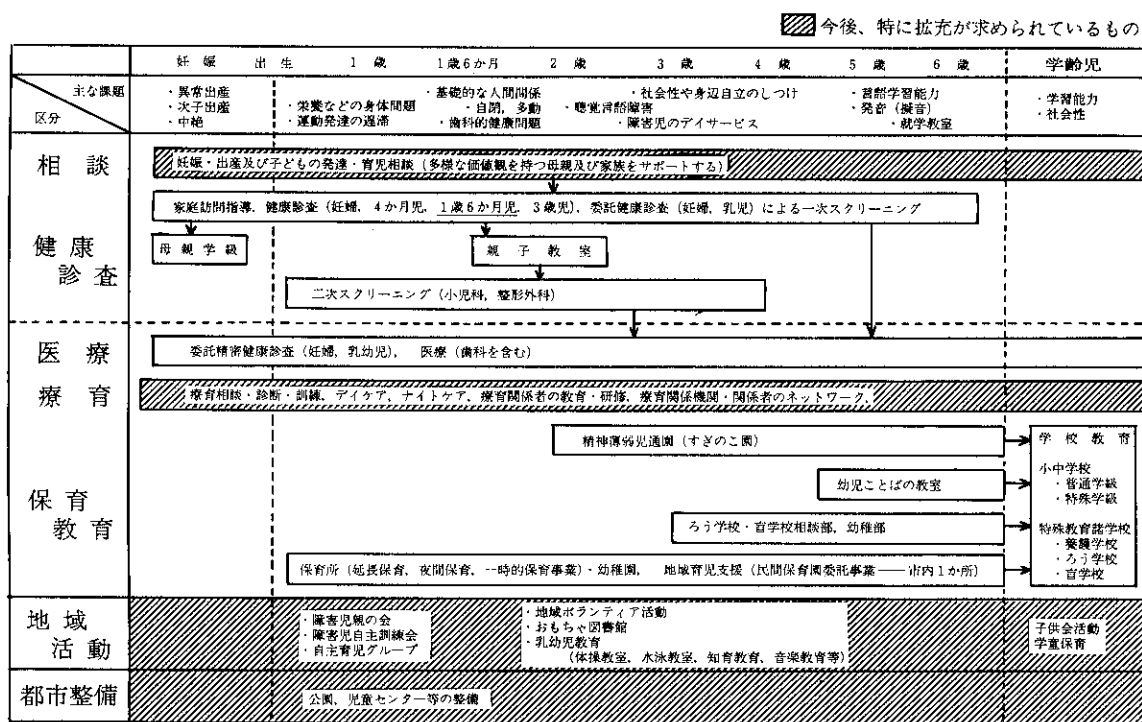 今後、特に拡充が求められているもの
妊娠 出生 1歳 1歳6か月 2歳 3歳 4歳 5歳 6歳 学齢児
主な課題
区分
・異常出産
・次子出産
・中絶
・栄養などの身体問題
・運動発達の遅滞
・基礎的な人間関係
・自閉, 多動
・歯科的健康問題
・聴覚言語障害
・社会性や身辺自立のしつけ
・障害児のデイサービス
・言語学習能力
・発音(擬音)
・就学教室
・学習能力
・社会性
相談
妊娠・出産及び子どもの発達・育児相談(多様な価値観を持つ母親及び家族をサポートする)
健康
診査
家庭訪問指導、健康診査(妊婦, 4か月児, 1歳6か月児, 3歳児)、委託健康診査(妊婦, 乳児)による一次スクリーニング
母親学級
親子教室
二次スクリーニング(小児科, 整形外科)
医療
委託精密健康診査(妊婦, 乳幼児), 医療(歯科を含む)
療育
療育相談・診断・訓練、デイケア、ナイトケア、療育関係者の教育・研修、療育関係機関・関係者のネットワーク、
保育
教育
精神薄弱児通園(すぎのこ園)
幼児ことばの教室
ろう学校・盲学校相談部, 幼稚部
保育所(延長保育、夜間保育、一時的保育事業)・幼稚園, 地域育児支援(民間保育園委託事業——市内1か所)
学校教育
小中学校
・普通学級
・特殊学級
特殊教育諸学校
・養護学校
・ろう学校
・盲学校
地域
活動
・障害児親の会
・障害児自主訓練会
・自主育児グループ
・地域ボランティア活動
・おもちゃ図書館
・乳幼児教育
(体操教室、水泳教室、知育教育、音楽教育等)
子供会活動
学童保育
都市整備
公園, 児童センター等の整備